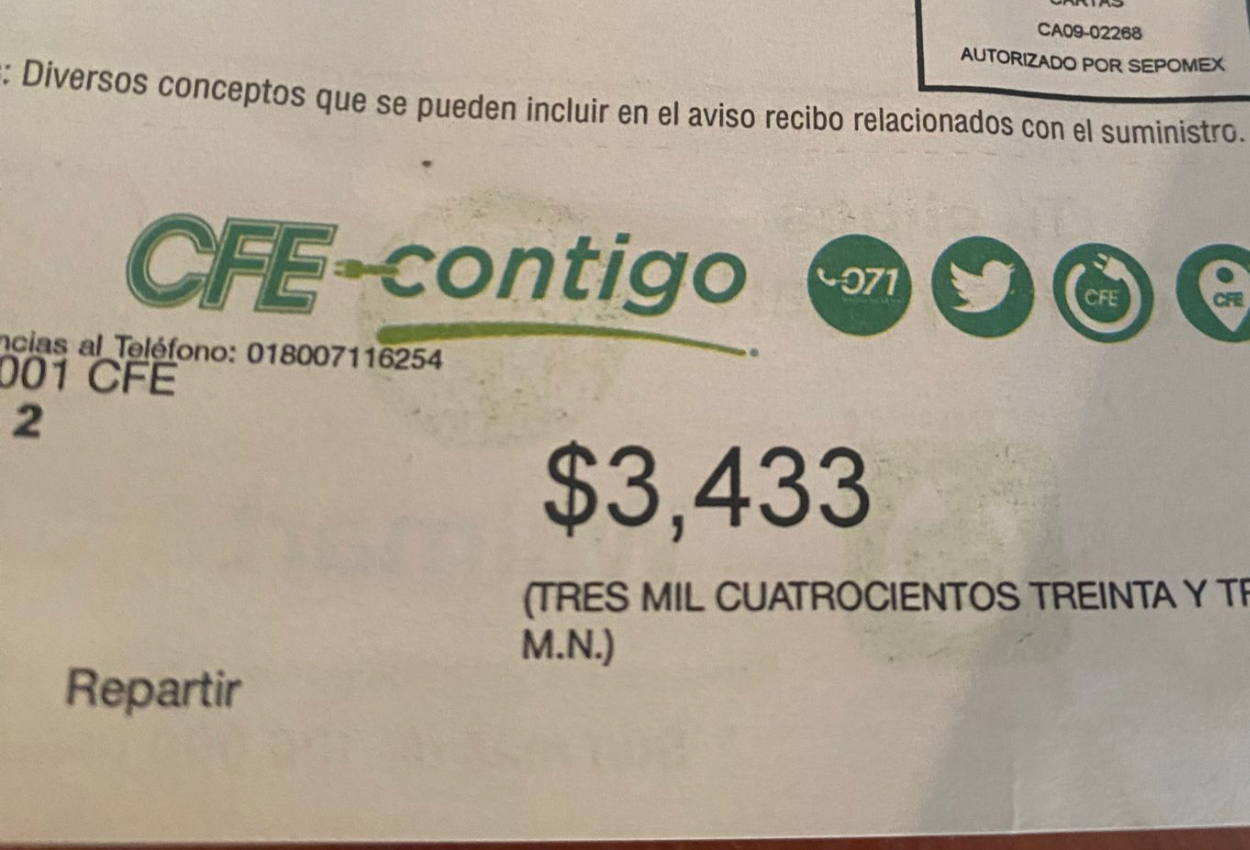 CARTAS
CA09-02268
AUTORIZADO POR SEPOMEX
: Diversos conceptos que se pueden incluir en el aviso recibo relacionados con el suministro.
CFE contigo
071
CFE
CFE
ncias al Teléfono: 018007116254
001 CFE
2
$3,433
(TRES MIL CUATROCIENTOS TREINTA Y TR
M.N.)
Repartir